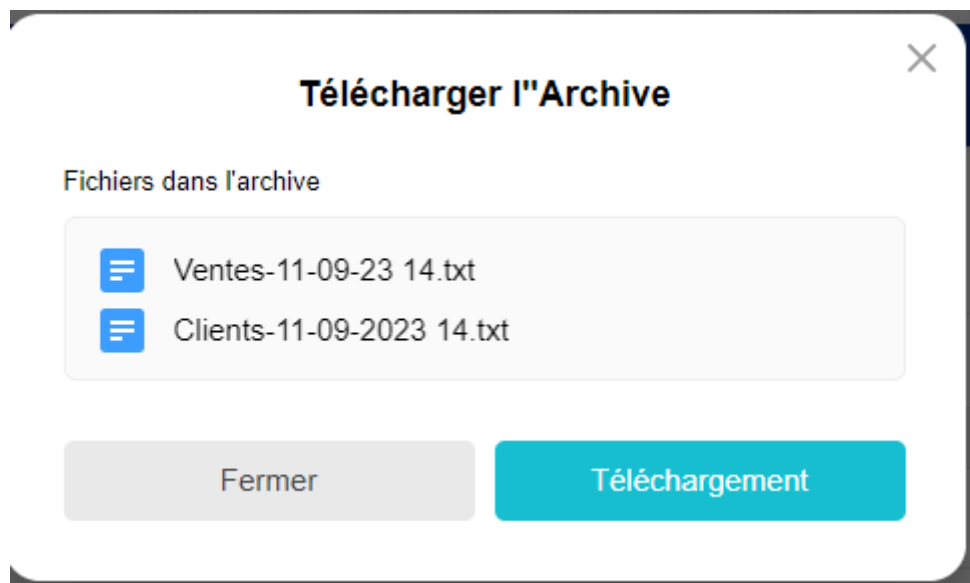 Télécharger l''Archive
Fichiers dans l'archive
Ventes-11-09-23 14.txt
Clients-11-09-2023 14.txt
Fermer
Téléchargement